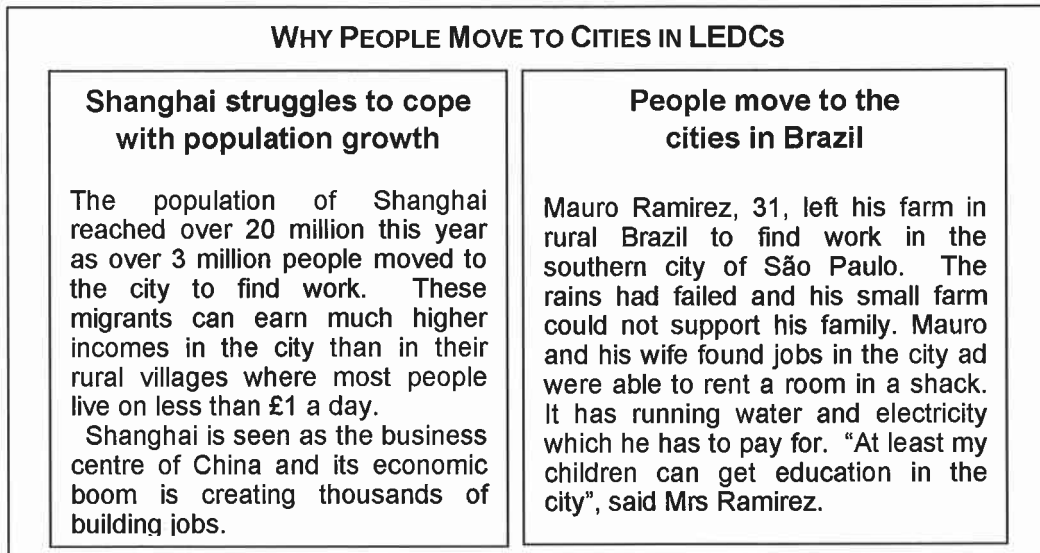 WHY PEOPLE MOVE TO CITIES IN LEDCS
Shanghai struggles to cope
with population growth
The population of Shanghai
reached over 20 million this year
as over 3 million people moved to
the city to find work. These
migrants can earn much higher
incomes in the city than in their
rural villages where most people
live on less than £1 a day.
Shanghai is seen as the business
centre of China and its economic
boom is creating thousands of
building jobs.
People move to the
cities in Brazil
Mauro Ramirez, 31, left his farm in
rural Brazil to find work in the
southern city of São Paulo. The
rains had failed and his small farm
could not support his family. Mauro
and his wife found jobs in the city ad
were able to rent a room in a shack.
It has running water and electricity
which he has to pay for. “At least my
children can get education in the
city”, said Mrs Ramirez.